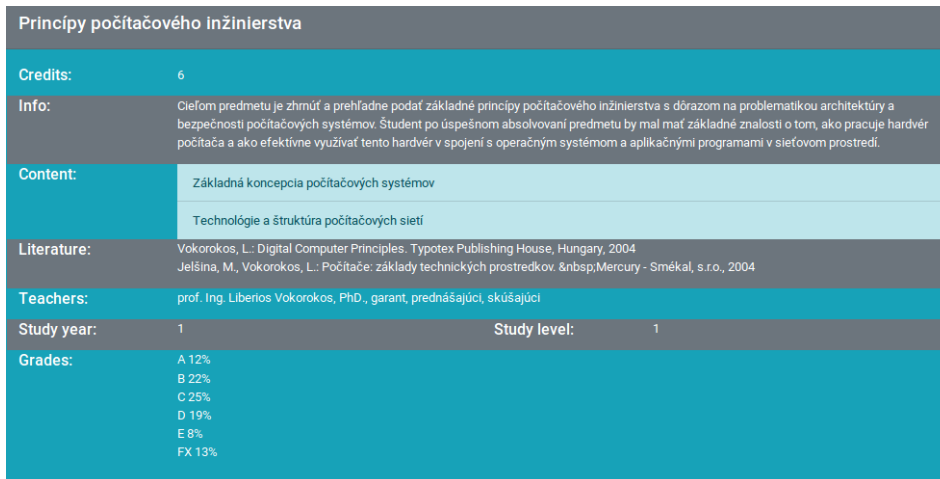 Princípy počítačového inžinierstva
Credits: 6
Info: Cieľom predmetu je zhrnúť a prehľadne podať základné princípy počítačového inžinierstva s dôrazom na problematikou architektúry a
bezpečnosti počítačových systémov. Študent po úspešnom absolvovaní predmetu by mal mať základné znalosti o tom, ako pracuje hardvér
počítača a ako efektívne využívať tento hardvér v spojení s operačným systémom a aplikačnými programami v sieťovom prostredí.
Content: Základná koncepcia počítačových systémov
Technológie a štruktúra počítačových sietí
Literature: Vokorokos, L.: Digital Computer Principles. Typotex Publishing House, Hungary, 2004
Jelšina, M., Vokorokos, L.: Počítače: základy technických prostredkov. &nbsp;Mercury - Smékal, s.r.o., 2004
Teachers: prof. Ing. Liberios Vokorokos, PhD., garant, prednášajúci, skúšajúci
Study year: 1 Study level: 1
Grades: A 12%
B 22%
C 25%
D 19%
E 8%
FX 13%